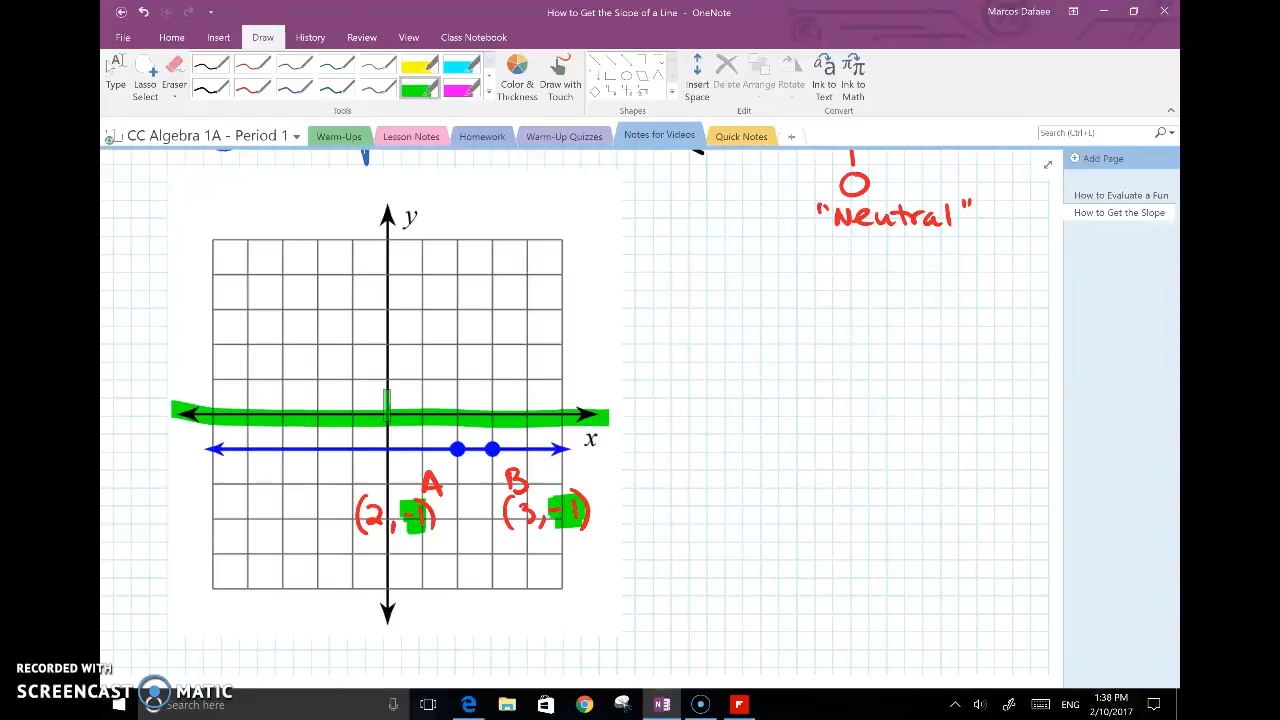 How to Get the Slope of a Line - OneNote
Marcos Dafaee
File Home Insert Draw History Review View Class Notebook
Type
Lasso Select
Eraser
Color & Thickness
Draw with Touch
Insert Space
Delete
Arrange
Rotate
Ink to Text
Ink to Math
Tools Shapes Edit Convert
CC Algebra 1A - Period 1
Warm-Ups Lesson Notes Homework Warm-Up Quizzes Notes for Videos Quick Notes
Search (Ctrl+E)
Add Page
How to Evaluate a Fun
How to Get the Slope
0
"Neutral"
y
x
A B
(2, -1) (3, -1)
RECORDED WITH
SCREENCAST MATIC
Search here
ENG
1:38 PM
2/10/2017